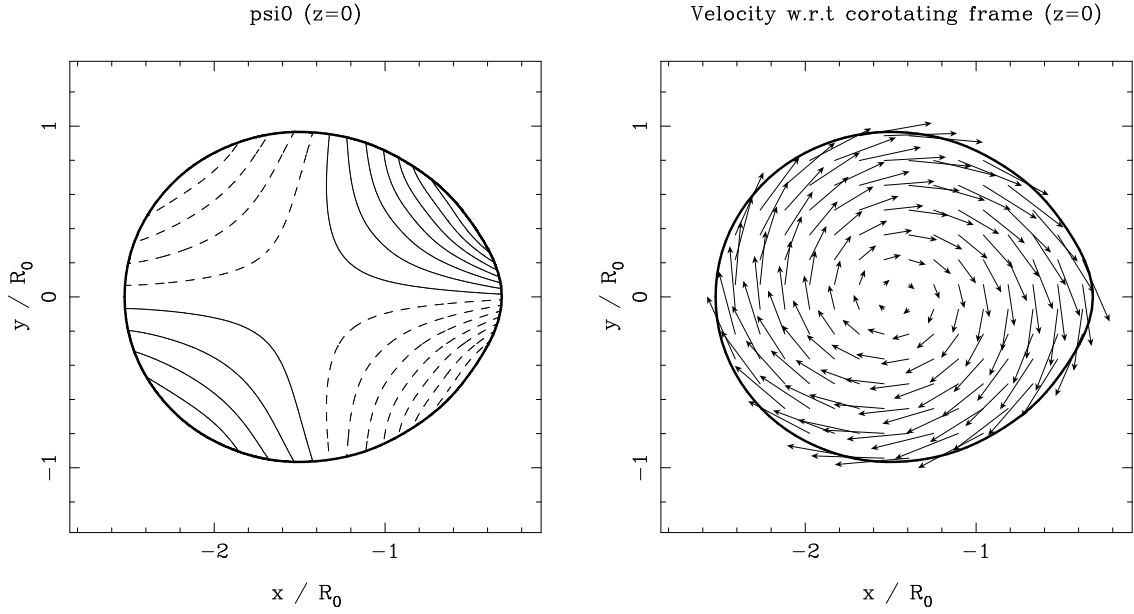 psi0 (z=0)
Velocity w.r.t corotating frame (z=0)
y / R0
1
0
−1
−2
−1
x / R0
y / R0
1
0
−1
−2
−1
x / R0